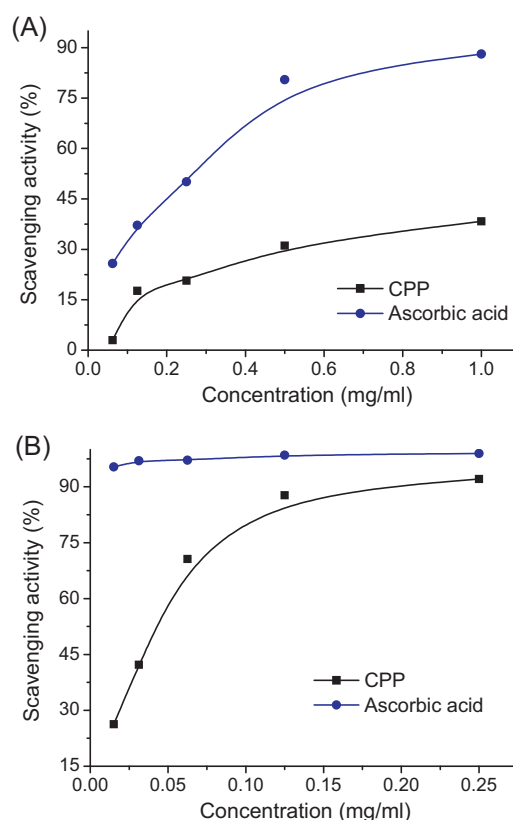 (A)
90
75
60
45
30
15
0
Scavenging activity (%)
CPP
Ascorbic acid
0.0 0.2 0.4 0.6 0.8 1.0
Concentration (mg/ml)
(B)
90
75
60
45
30
15
Scavenging activity (%)
CPP
Ascorbic acid
0.00 0.05 0.10 0.15 0.20 0.25
Concentration (mg/ml)